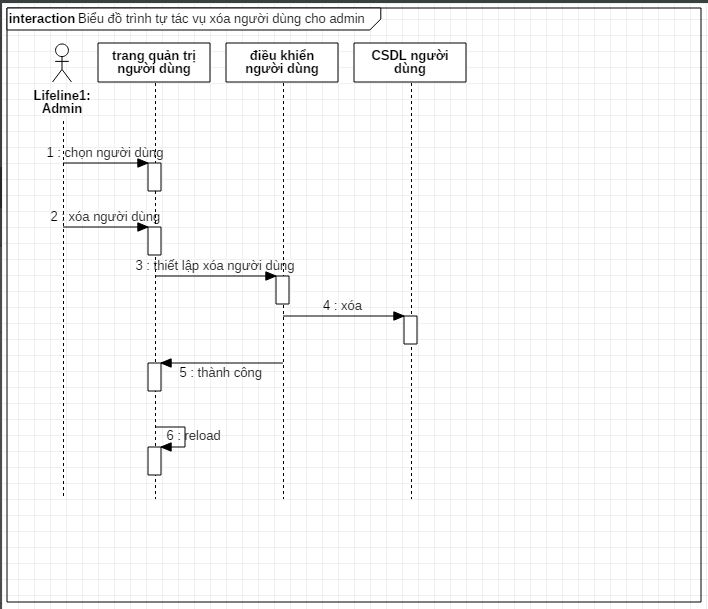 interaction Biểu đồ trình tự tác vụ xóa người dùng cho admin
Lifeline1:
Admin
trang quản trị
người dùng
điều khiển
người dùng
CSDL người
dùng
1 : chọn người dùng
2 : xóa người dùng
3 : thiết lập xóa người dùng
4 : xóa
5 : thành công
6 : reload